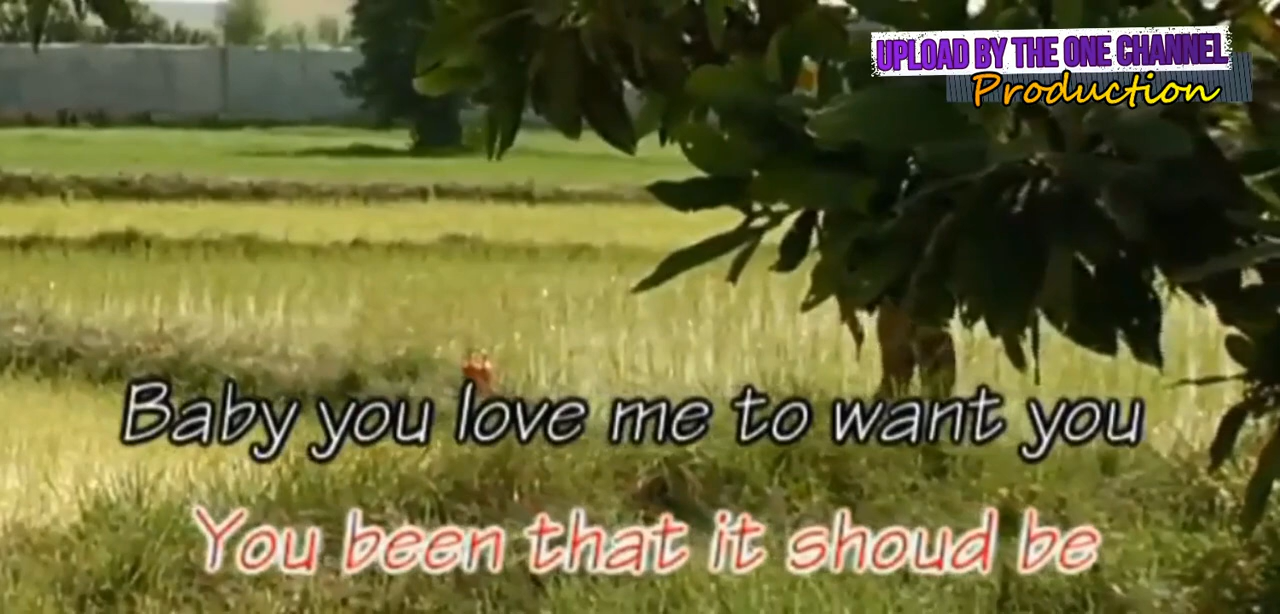 UPLOAD BY THE ONE CHANNEL
Production
Baby you love me to want you
You been that it shoud be